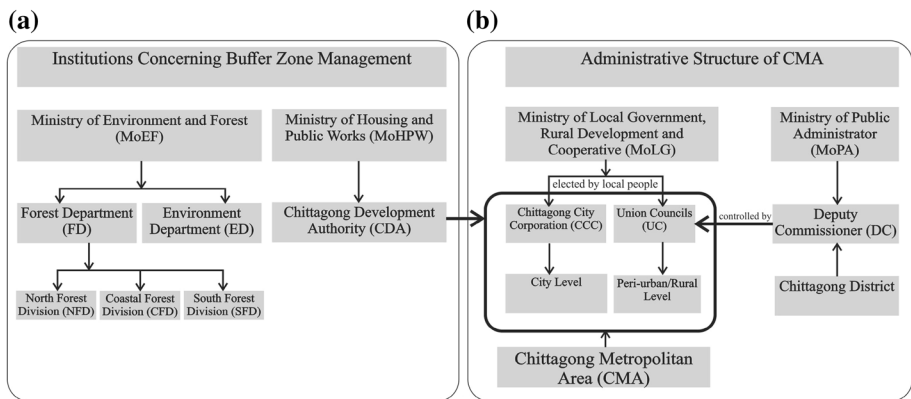 (a)
Institutions Concerning Buffer Zone Management
Ministry of Environment and Forest
(MoEF)
Ministry of Housing and
Public Works (MoHPW)
Forest Department
(FD)
Environment
Department (ED)
Chittagong Development
Authority (CDA)
North Forest
Division (NFD)
Coastal Forest
Division (CFD)
South Forest
Division (SFD)
(b)
Administrative Structure of CMA
Ministry of Local Government,
Rural Development and
Cooperative (MoLG)
Ministry of Public
Administrator
(MoPA)
elected by local people
Chittagong City
Corporation (CCC)
Union Councils
(UC)
controlled by
Deputy
Commissioner (DC)
City Level
Peri-urban/Rural
Level
Chittagong District
Chittagong Metropolitan
Area (CMA)